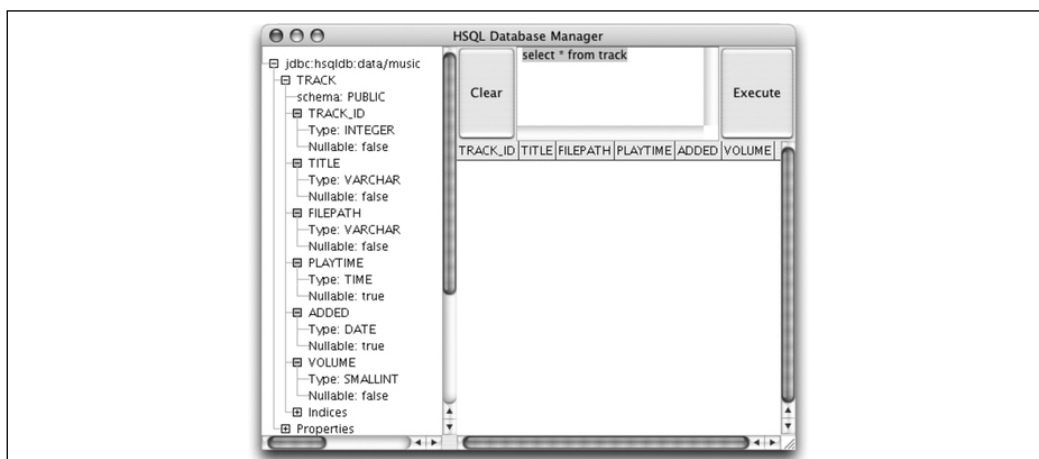 HSQL Database Manager
jdbc:hsqldb:data/music
TRACK
schema: PUBLIC
TRACK_ID
Type: INTEGER
Nullable: false
TITLE
Type: VARCHAR
Nullable: false
FILEPATH
Type: VARCHAR
Nullable: false
PLAYTIME
Type: TIME
Nullable: true
ADDED
Type: DATE
Nullable: true
VOLUME
Type: SMALLINT
Nullable: false
Indices
Properties
Clear
select * from track
Execute
TRACK_ID TITLE FILEPATH PLAYTIME ADDED VOLUME